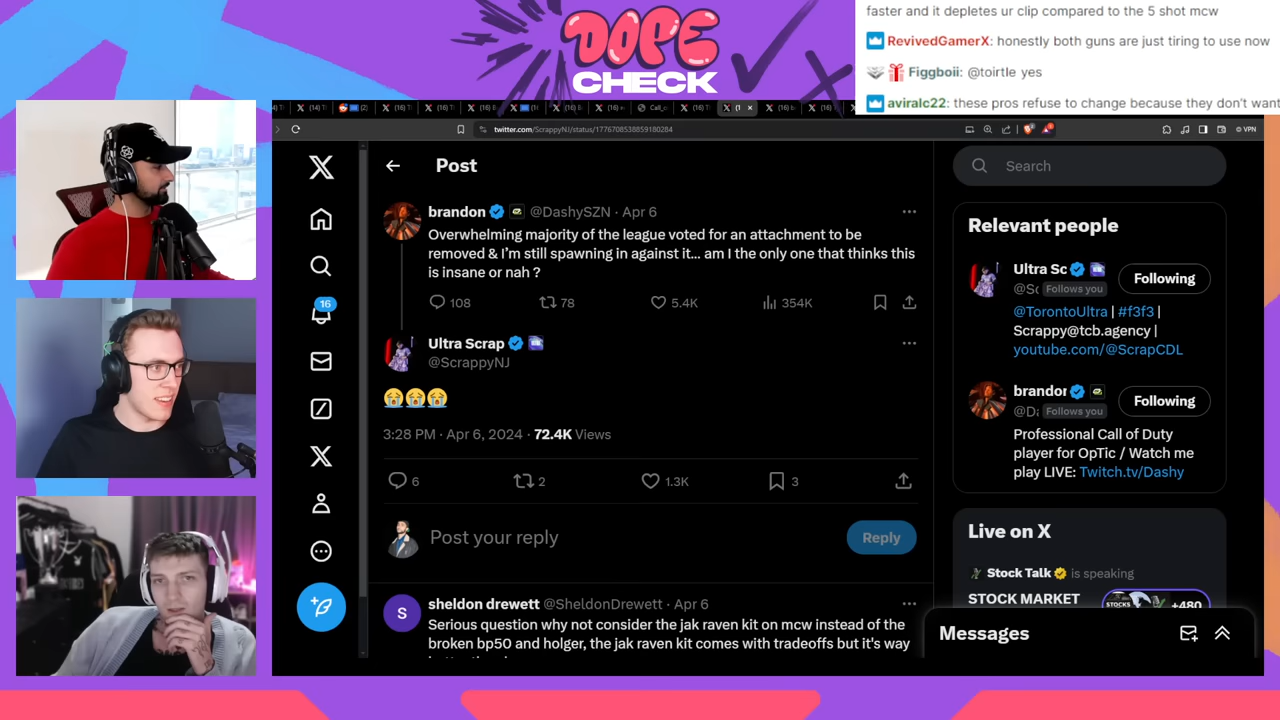 DOPE
CHECK
faster and it depletes ur clip compared to the 5 shot mcw
RevivedGamerX: honestly both guns are just tiring to use now
Figgboii: @toirtle yes
aviralc22: these pros refuse to change because they don't want
twitter.com/ScrappyNJ/status/1776708538859180284
VPN
Post
Search
brandon @DashySZN · Apr 6
Overwhelming majority of the league voted for an attachment to be
removed & I'm still spawning in against it... am I the only one that thinks this
is insane or nah ?
108 78 5.4K 354K
Ultra Scrap
@ScrappyNJ
😭😭😭
3:28 PM · Apr 6, 2024 · 72.4K Views
6 2 1.3K 3
Post your reply
Reply
S
sheldon drewett @SheldonDrewett · Apr 6
Serious question why not consider the jak raven kit on mcw instead of the
broken bp50 and holger, the jak raven kit comes with tradeoffs but it's way
16
Relevant people
Ultra Sc
@Sc Follows you
Following
@TorontoUltra | #f3f3 |
Scrappy@tcb.agency |
youtube.com/@ScrapCDL
brandon
@Da Follows you
Following
Professional Call of Duty
player for OpTic / Watch me
play LIVE: Twitch.tv/Dashy
Live on X
Stock Talk is speaking
STOCK MARKET
STOCKS
+480
Messages